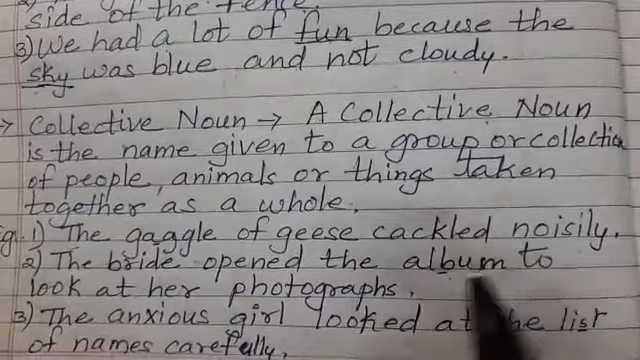 side of the fence.
3) We had a lot of fun because the
sky was blue and not cloudy.
→ Collective Noun → A Collective Noun
is the name given to a group or collection
of people, animals or things taken
together as a whole.
eg. 1) The gaggle of geese cackled noisily.
2) The bride opened the album to
look at her photographs.
3) The anxious girl looked at the list
of names carefully.